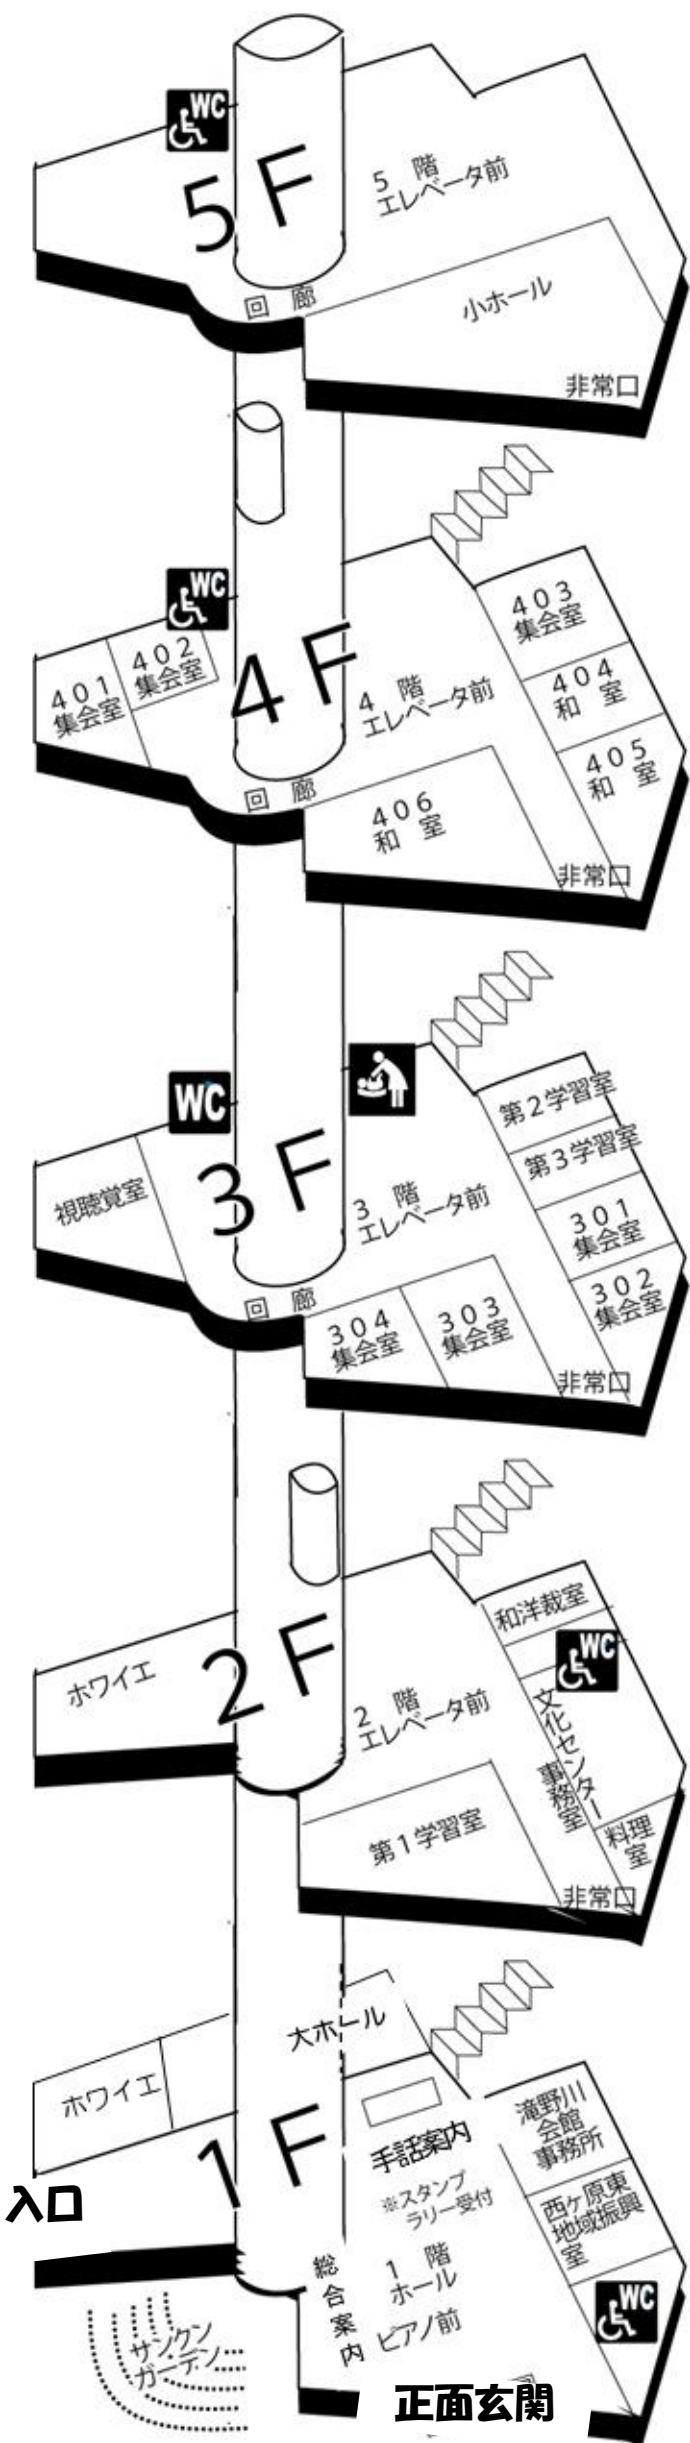 WC
5F
5 階
エレベータ前
回 廊
小ホール
非常口
WC
4F
401
集会室
402
集会室
403
集会室
404
和 室
405
和 室
4 階
エレベータ前
回 廊
406
和 室
非常口
WC
3F
視聴覚室
第2学習室
第3学習室
301
集会室
302
集会室
3 階
エレベータ前
回 廊
304
集会室
303
集会室
非常口
2F
ホワイエ
和洋裁室
WC
文化センター
事務室
2 階
エレベータ前
第1学習室
料理
室
非常口
大ホール
ホワイエ
1F
入口
手話案内
※スタンプ
ラリー受付
滝野川
会館
事務所
西ヶ原東
地域振興
室
総合案内
1 階
ホール
ピアノ前
WC
サンクン
ガーデン
正面玄関